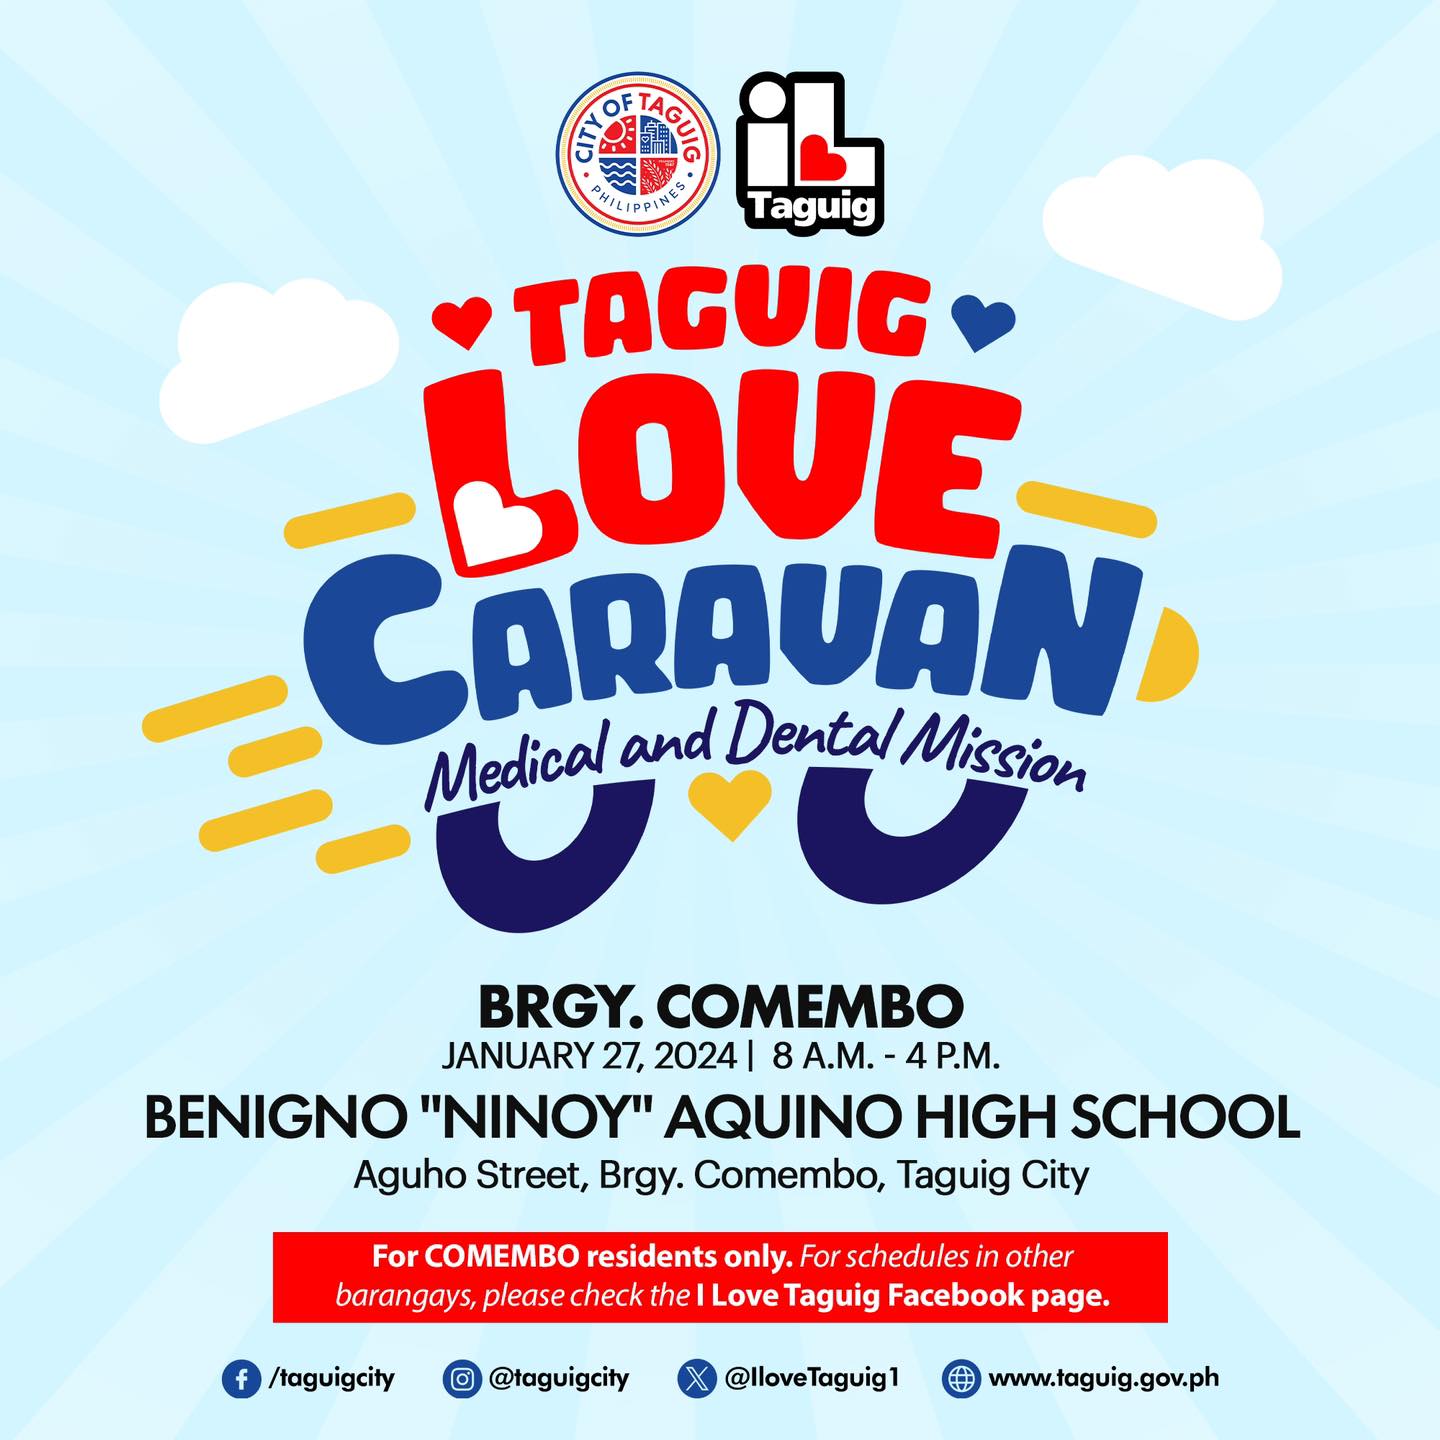 CITY OF TAGUIG
PHILIPPINES
iL
Taguig
TAGUIG
LOVE
CARAVAN
Medical and Dental Mission
BRGY. COMEMBO
JANUARY 27, 2024 | 8 A.M. - 4 P.M.
BENIGNO "NINOY" AQUINO HIGH SCHOOL
Aguho Street, Brgy. Comembo, Taguig City
For COMEMBO residents only. For schedules in other
barangays, please check the I Love Taguig Facebook page.
/taguigcity @taguigcity @IloveTaguig1 www.taguig.gov.ph